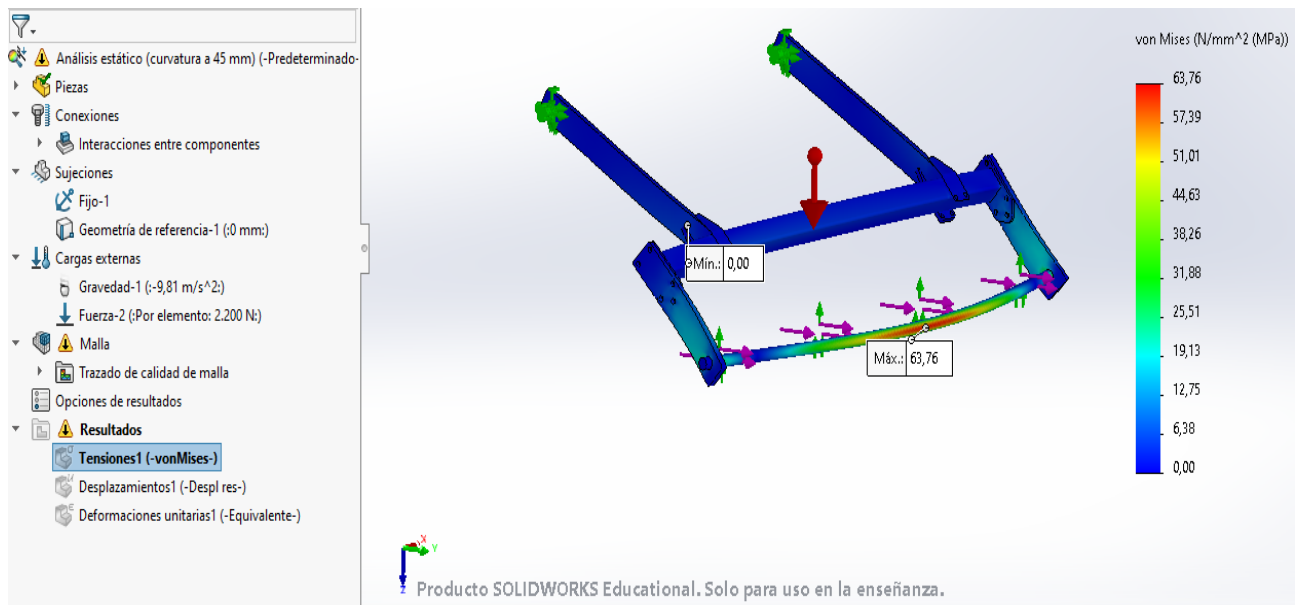 Análisis estático (curvatura a 45 mm) (-Predeterminado-
Piezas
Conexiones
Interacciones entre componentes
Sujeciones
Fijo-1
Geometría de referencia-1 (:0 mm:)
Cargas externas
Gravedad-1 (:-9,81 m/s^2:)
Fuerza-2 (:Por elemento: 2.200 N:)
Malla
Trazado de calidad de malla
Opciones de resultados
Resultados
Tensiones1 (-vonMises-)
Desplazamientos1 (-Despl res-)
Deformaciones unitarias1 (-Equivalente-)
Mín.: 0,00
Máx.: 63,76
von Mises (N/mm^2 (MPa))
63,76
57,39
51,01
44,63
38,26
31,88
25,51
19,13
12,75
6,38
0,00
X
Y
Z
Producto SOLIDWORKS Educational. Solo para uso en la enseñanza.